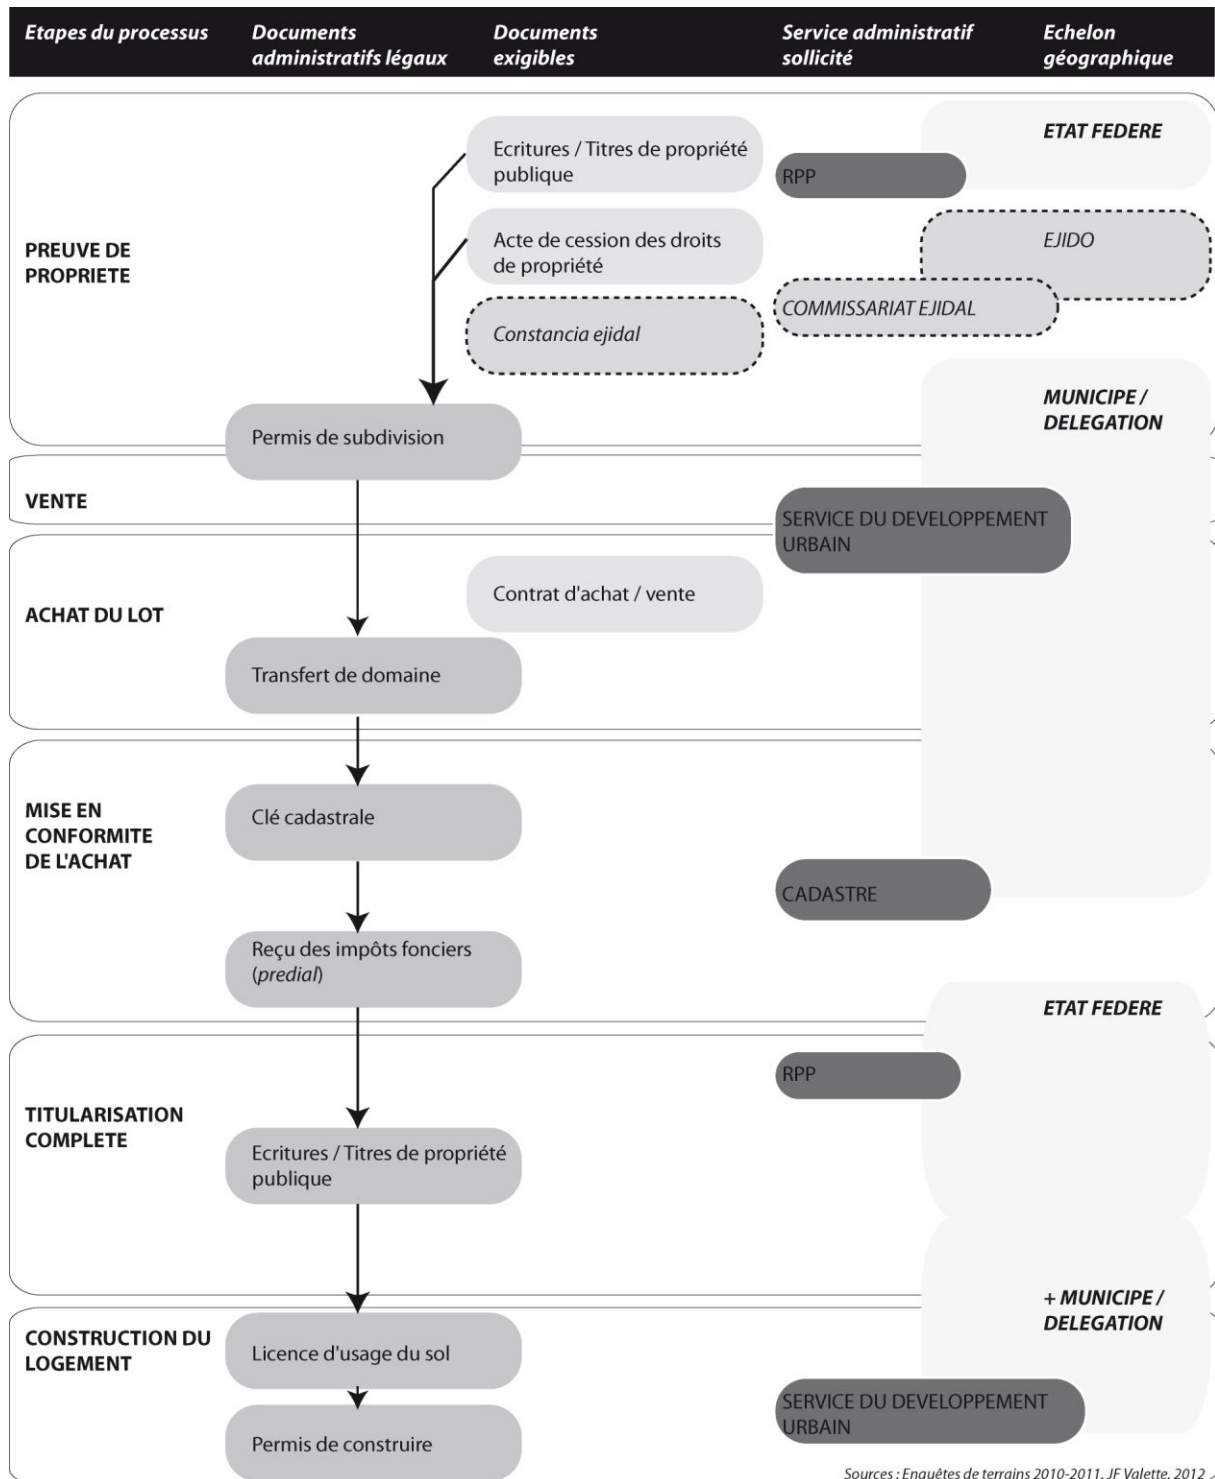 Etapes du processus
Documents
administratifs légaux
Documents
exigibles
Service administratif
sollicité
Echelon
géographique
PREUVE DE
PROPRIETE
Ecritures / Titres de propriété
publique
RPP
ETAT FEDERE
Acte de cession des droits
de propriété
EJIDO
Constancia ejidal
COMMISSARIAT EJIDAL
Permis de subdivision
MUNICIPE /
DELEGATION
VENTE
SERVICE DU DEVELOPPEMENT
URBAIN
ACHAT DU LOT
Contrat d'achat / vente
Transfert de domaine
MISE EN
CONFORMITE
DE L'ACHAT
Clé cadastrale
CADASTRE
Reçu des impôts fonciers
(predial)
ETAT FEDERE
TITULARISATION
COMPLETE
RPP
Ecritures / Titres de propriété
publique
+ MUNICIPE /
DELEGATION
CONSTRUCTION DU
LOGEMENT
Licence d'usage du sol
SERVICE DU DEVELOPPEMENT
URBAIN
Permis de construire
Sources : Enquêtes de terrains 2010-2011, JF Valette, 2012